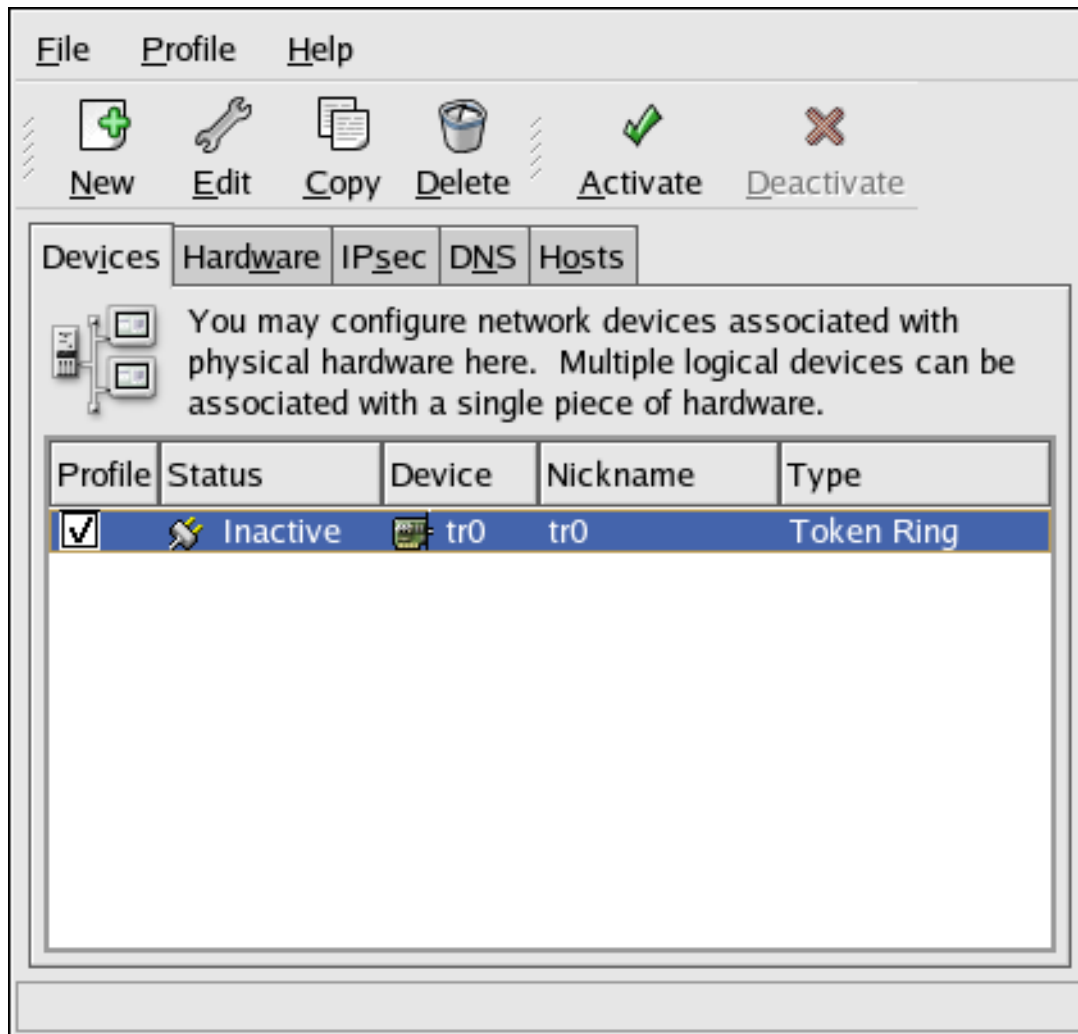 File Profile Help
New Edit Copy Delete Activate Deactivate
Devices Hardware IPsec DNS Hosts
You may configure network devices associated with
physical hardware here.  Multiple logical devices can be
associated with a single piece of hardware.
Profile Status Device Nickname Type
Inactive tr0 tr0 Token Ring